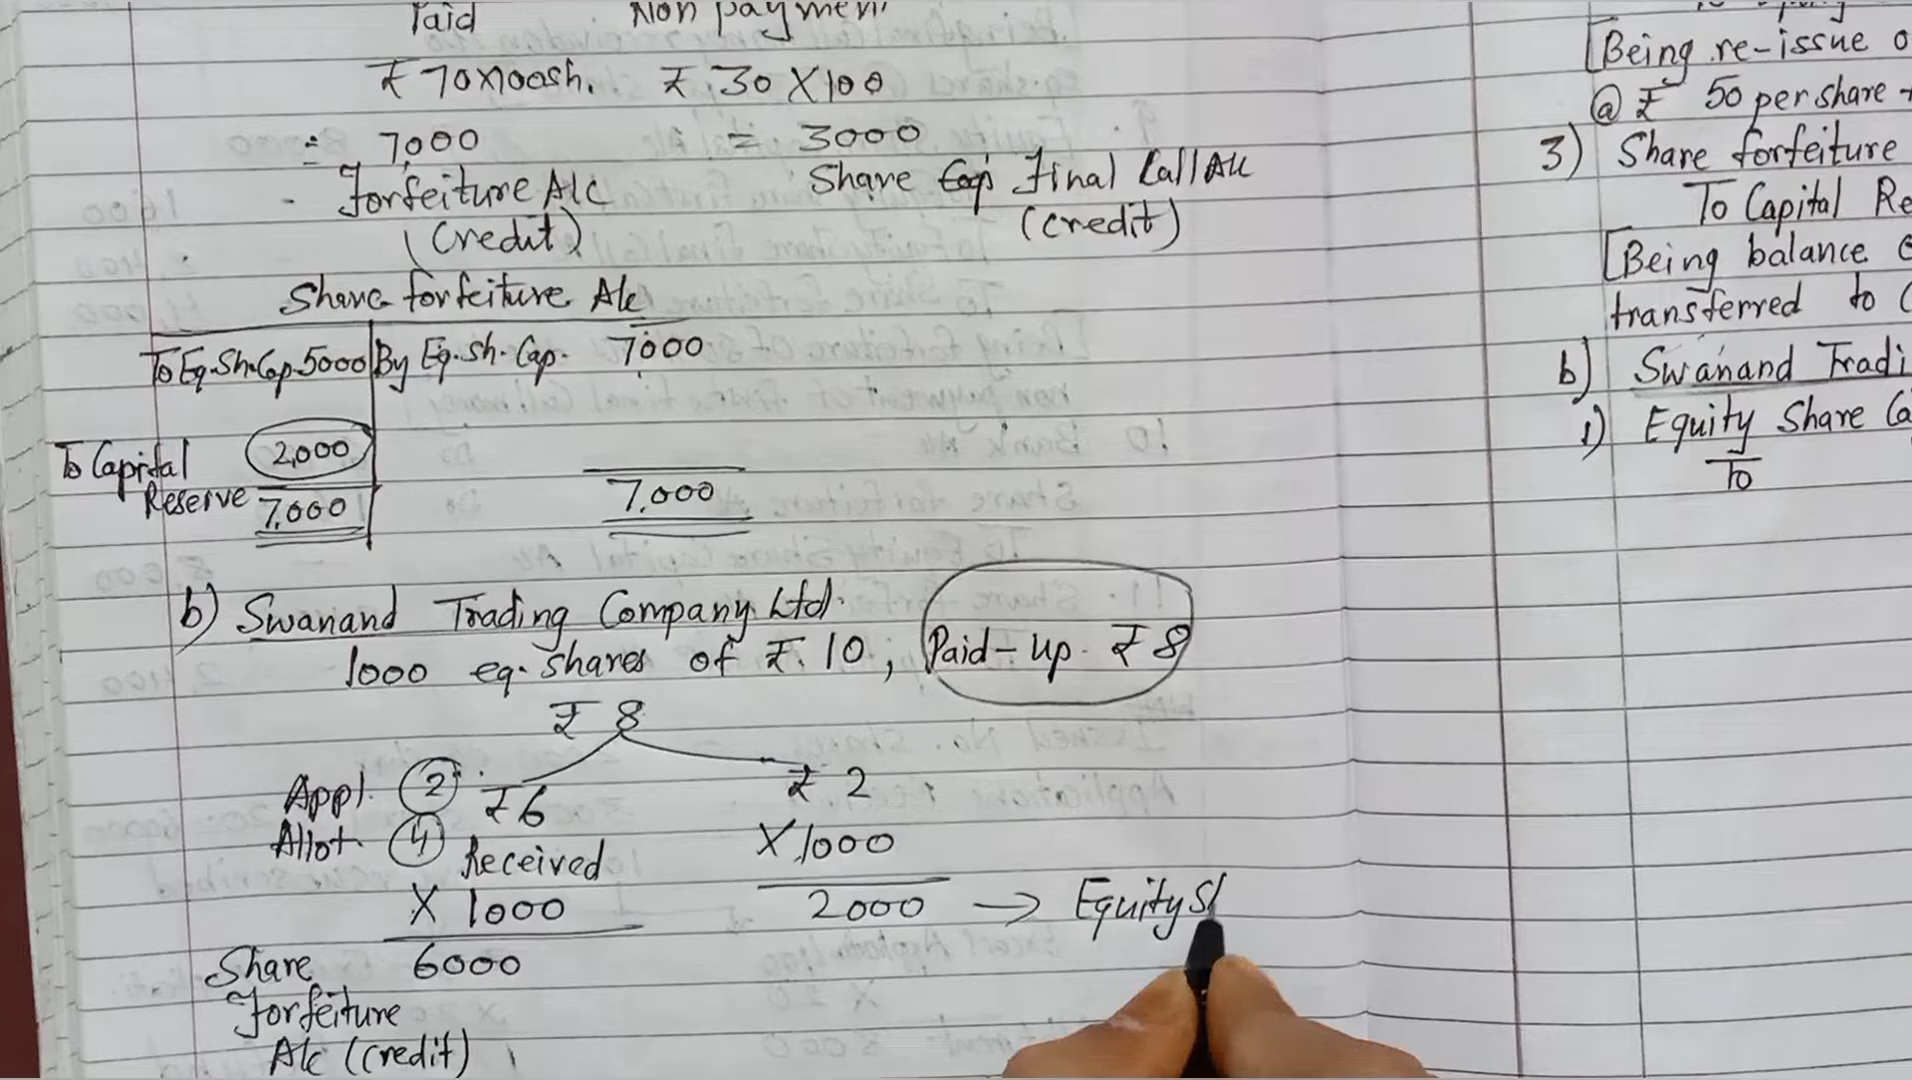 Paid Non payment
₹ 70X100sh. ₹ 30 X 100
= 7,000 = 3000
Forfeiture A/c Share Final Call A/c
(Credit) (credit)
Share forfeiture A/c
To Eq.Sh.Cap. 5000 By Eq. Sh. Cap. 7000
To Capital Reserve 2,000
7,000 7,000
b) Swanand Trading Company Ltd.
1000 eq. shares of ₹. 10, Paid-up. ₹ 8
₹ 8
Appl. 2 ₹6 ₹ 2
Allot. 4 Received X 1000
X 1000 2000 → Equity S
Share 6000
Forfeiture
A/c (credit)
[Being re-issue
@ ₹ 50 per share
3) Share forfeiture
To Capital Re
[Being balance
transferred to
b) Swanand Tradi
1) Equity Share Ca
To